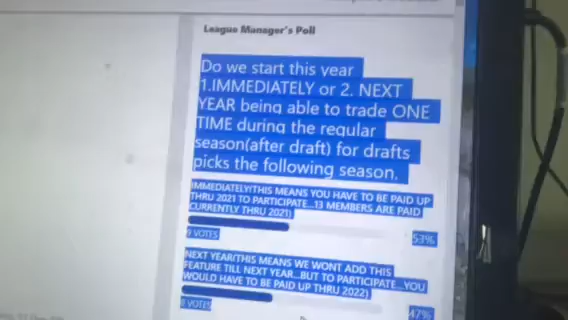 League Manager's Poll
Do we start this year
1.IMMEDIATELY or 2. NEXT
YEAR being able to trade ONE
TIME during the regular
season(after draft) for drafts
picks the following season.
IMMEDIATELY(THIS MEANS YOU HAVE TO BE PAID UP
THRU 2021 TO PARTICIPATE...13 MEMBERS ARE PAID
CURRENTLY THRU 2021)
9 VOTES
53%
NEXT YEAR(THIS MEANS WE WONT ADD THIS
FEATURE TILL NEXT YEAR...BUT TO PARTICIPATE...YOU
WOULD HAVE TO BE PAID UP THRU 2022)
8 VOTES
47%